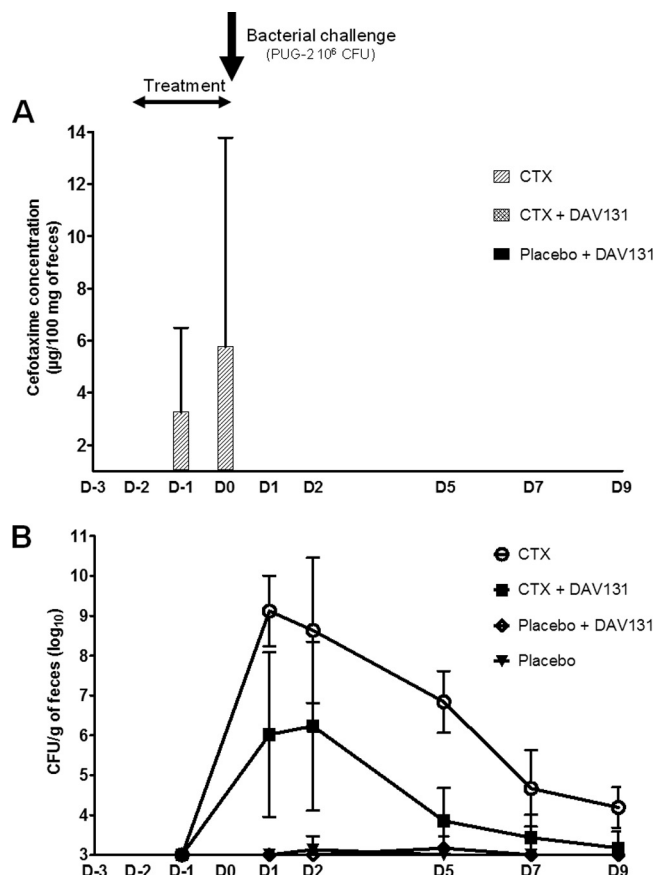 Bacterial challenge
(PUG-2 10⁶ CFU)
Treatment
A
Cefotaxime concentration
(µg/100 mg of feces)
14
12
10
8
6
4
2
CTX
CTX + DAV131
Placebo + DAV131
D-3 D-2 D-1 D0 D1 D2 D5 D7 D9
B
CFU/g of feces (log₁₀)
11
10
9
8
7
6
5
4
3
CTX
CTX + DAV131
Placebo + DAV131
Placebo
D-3 D-2 D-1 D0 D1 D2 D5 D7 D9